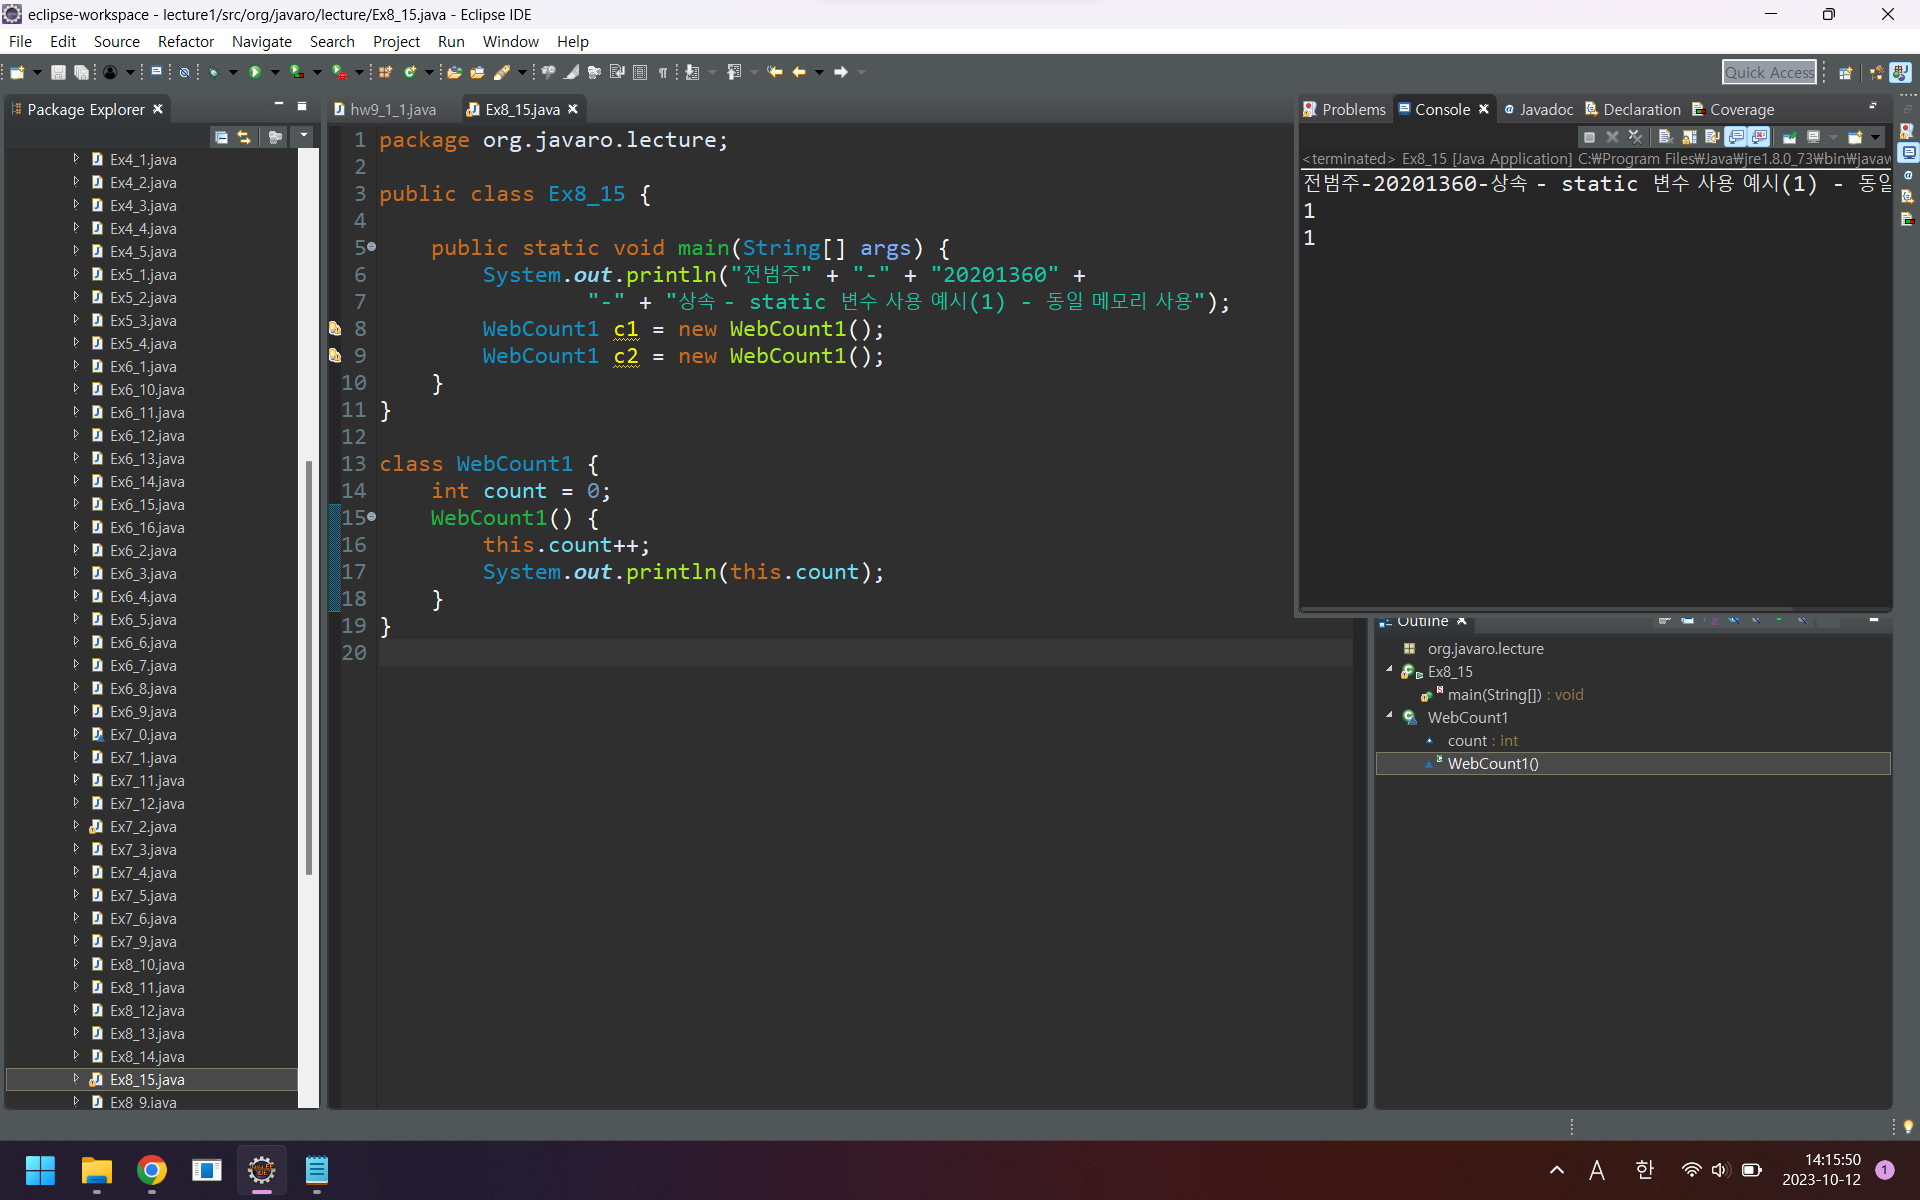 eclipse-workspace - lecture1/src/org/javaro/lecture/Ex8_15.java - Eclipse IDE
File Edit Source Refactor Navigate Search Project Run Window Help
Quick Access
Package Explorer
Ex4_1.java
Ex4_2.java
Ex4_3.java
Ex4_4.java
Ex4_5.java
Ex5_1.java
Ex5_2.java
Ex5_3.java
Ex5_4.java
Ex6_1.java
Ex6_10.java
Ex6_11.java
Ex6_12.java
Ex6_13.java
Ex6_14.java
Ex6_15.java
Ex6_16.java
Ex6_2.java
Ex6_3.java
Ex6_4.java
Ex6_5.java
Ex6_6.java
Ex6_7.java
Ex6_8.java
Ex6_9.java
Ex7_0.java
Ex7_1.java
Ex7_11.java
Ex7_12.java
Ex7_2.java
Ex7_3.java
Ex7_4.java
Ex7_5.java
Ex7_6.java
Ex7_9.java
Ex8_10.java
Ex8_11.java
Ex8_12.java
Ex8_13.java
Ex8_14.java
Ex8_15.java
Ex8_9.java
hw9_1_1.java Ex8_15.java
1 package org.javaro.lecture;
2
3 public class Ex8_15 {
4
5 public static void main(String[] args) {
6 System.out.println("전범주" + "-" + "20201360" +
7 "-" + "상속 - static 변수 사용 예시(1) - 동일 메모리 사용");
8 WebCount1 c1 = new WebCount1();
9 WebCount1 c2 = new WebCount1();
10 }
11 }
12
13 class WebCount1 {
14 int count = 0;
15 WebCount1() {
16 this.count++;
17 System.out.println(this.count);
18 }
19 }
20
Problems Console Javadoc Declaration Coverage
<terminated> Ex8_15 [Java Application] C:₩Program Files₩Java₩jre1.8.0_73₩bin₩javaw
전범주-20201360-상속 - static 변수 사용 예시(1) - 동일
1
1
Outline
org.javaro.lecture
Ex8_15
main(String[]) : void
WebCount1
count : int
WebCount1()
A 한
14:15:50
2023-10-12
1